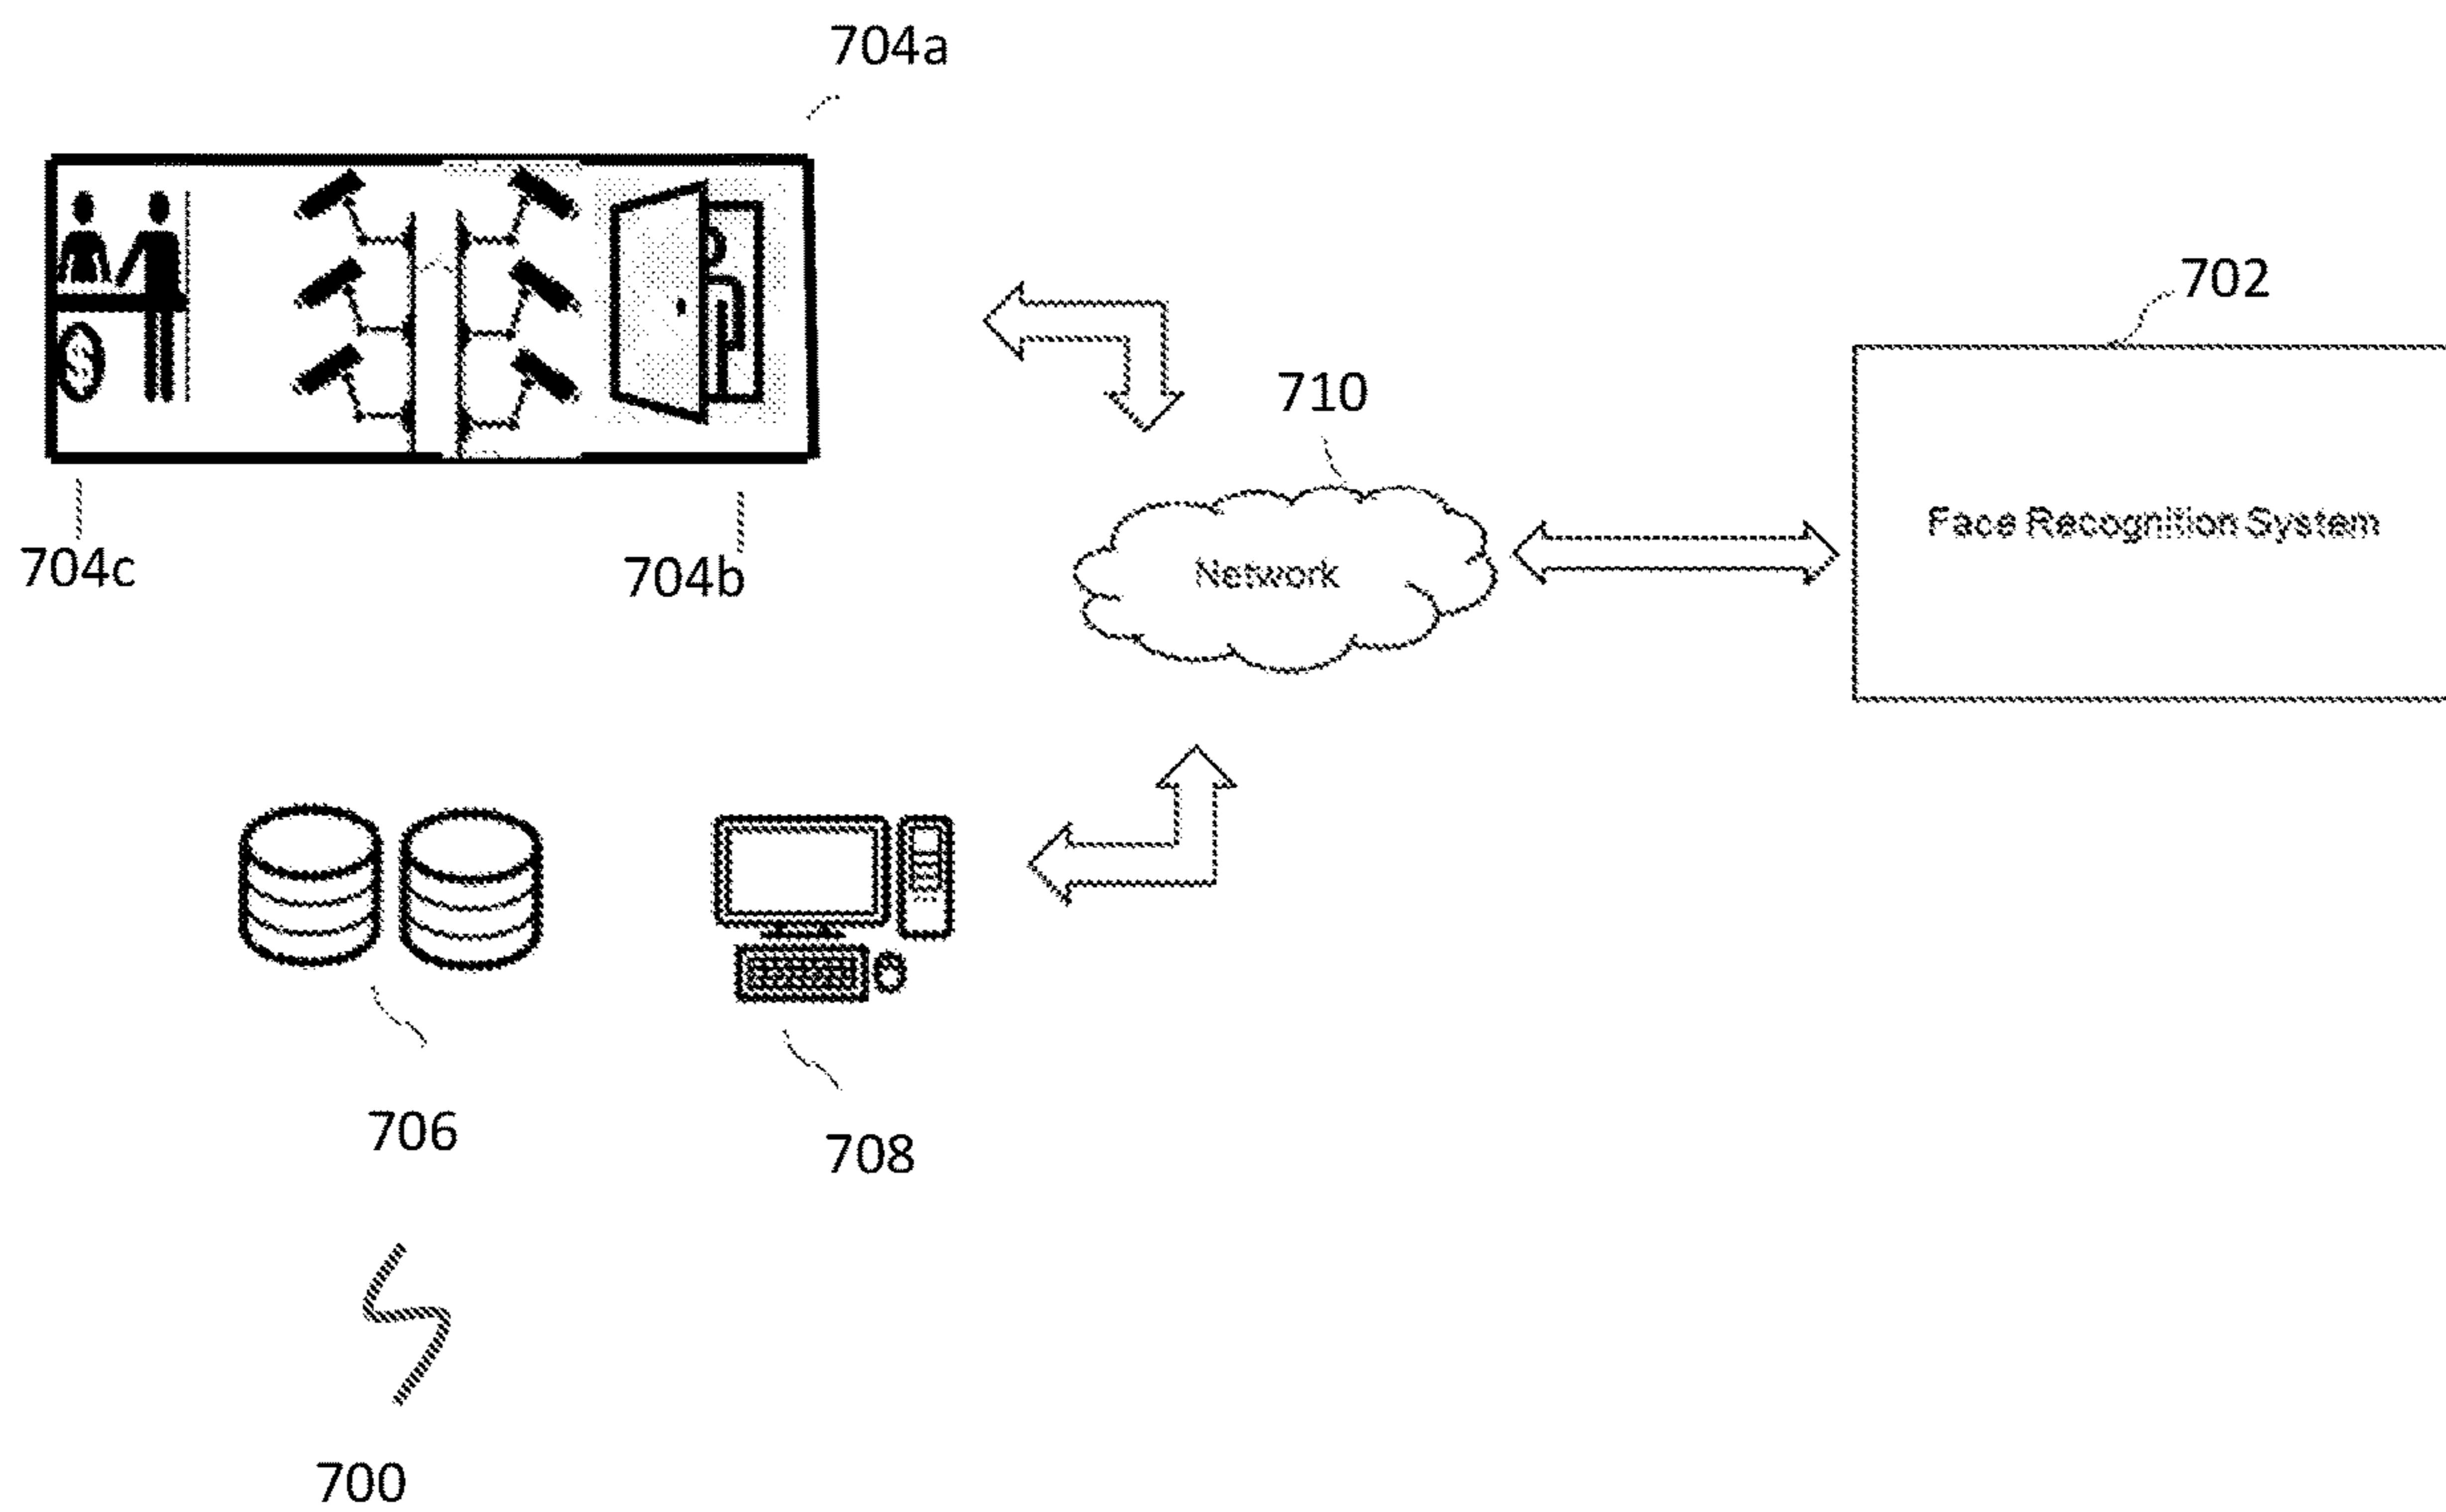 704a
702
710
Face Recognition System
704c
704b
Network
$
706
708
700